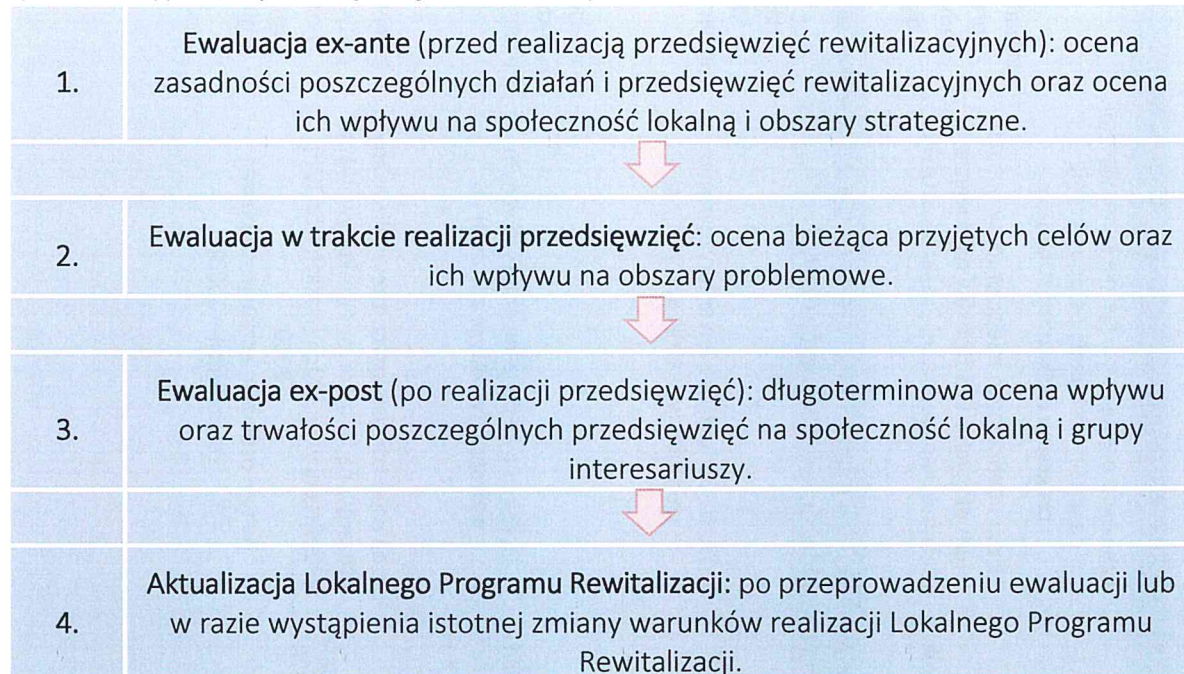 Ewaluacja ex-ante (przed realizacją przedsięwzięć rewitalizacyjnych): ocena
1. zasadności poszczególnych działań i przedsięwzięć rewitalizacyjnych oraz ocena
ich wpływu na społeczność lokalną i obszary strategiczne.
2. Ewaluacja w trakcie realizacji przedsięwzięć: ocena bieżąca przyjętych celów oraz
ich wpływu na obszary problemowe.
Ewaluacja ex-post (po realizacji przedsięwzięć): długoterminowa ocena wpływu
3. oraz trwałości poszczególnych przedsięwzięć na społeczność lokalną i grupy
interesariuszy.
Aktualizacja Lokalnego Programu Rewitalizacji: po przeprowadzeniu ewaluacji lub
4. w razie wystąpienia istotnej zmiany warunków realizacji Lokalnego Programu
Rewitalizacji.